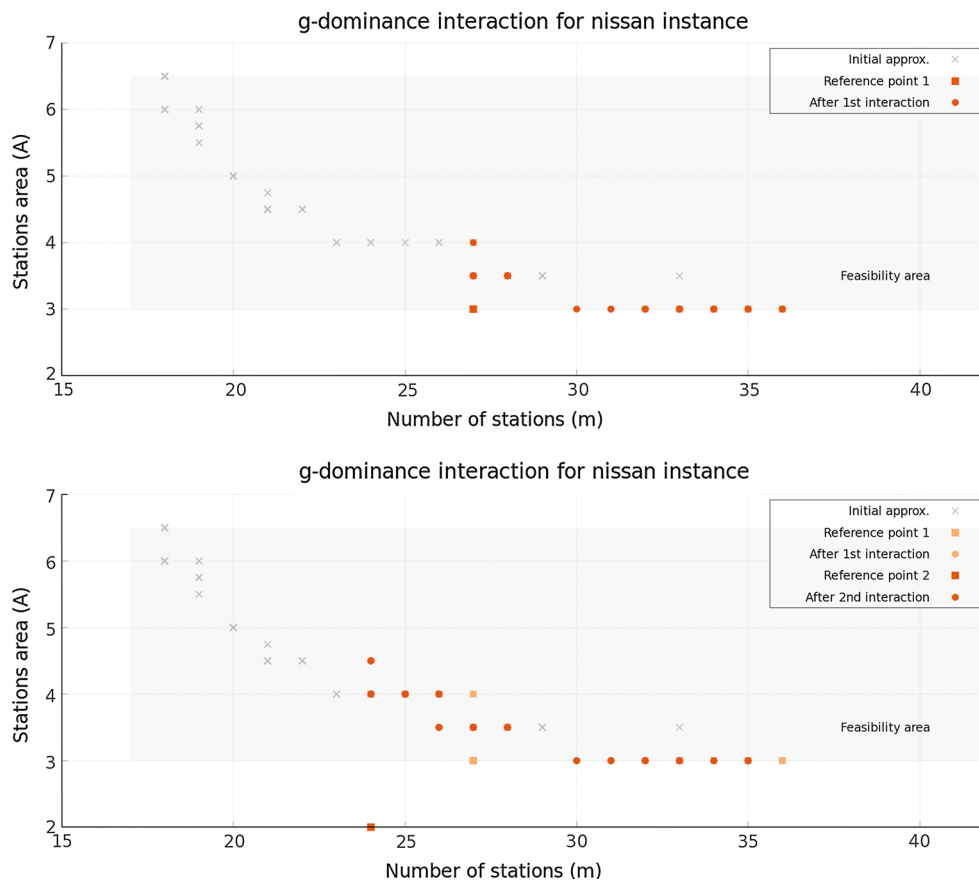 g-dominance interaction for nissan instance
Initial approx.
Reference point 1
After 1st interaction
7
6
5
4
3
2
Stations area (A)
Feasibility area
15 20 25 30 35 40
Number of stations (m)
g-dominance interaction for nissan instance
Initial approx.
Reference point 1
After 1st interaction
Reference point 2
After 2nd interaction
7
6
5
4
3
2
Stations area (A)
Feasibility area
15 20 25 30 35 40
Number of stations (m)